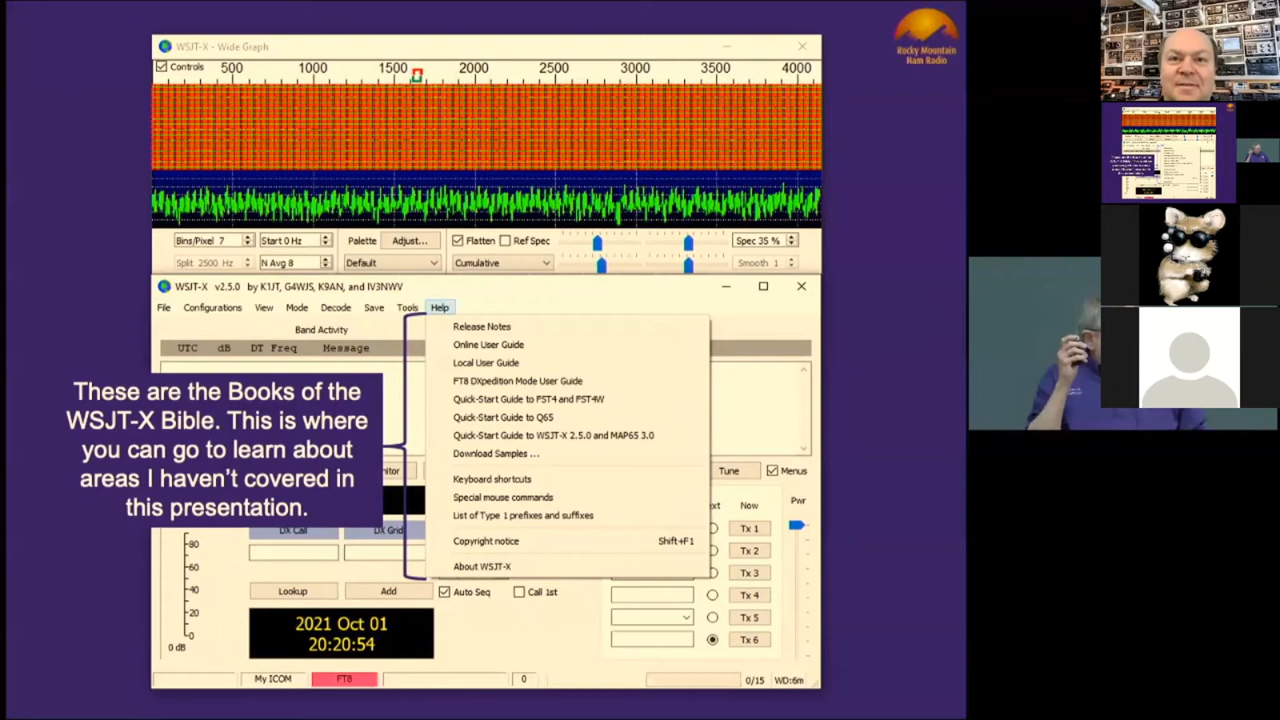 WSJT-X - Wide Graph
Rocky Mountain
Ham Radio
Controls 500 1000 1500 2000 2500 3000 3500 4000
Bins/Pixel 7 Start 0 Hz Palette Adjust... Flatten Ref Spec Spec 35 %
Split 2500 Hz N Avg 8 Default Cumulative Smooth 1
WSJT-X v2.5.0 by K1JT, G4WJS, K9AN, and IV3NWV
File Configurations View Mode Decode Save Tools Help
Band Activity
UTC dB DT Freq Message
Release Notes
Online User Guide
Local User Guide
FT8 DXpedition Mode User Guide
Quick-Start Guide to FST4 and FST4W
Quick-Start Guide to Q65
Quick-Start Guide to WSJT-X 2.5.0 and MAP65 3.0
Download Samples ...
Keyboard shortcuts
Special mouse commands
List of Type 1 prefixes and suffixes
Copyright notice Shift+F1
About WSJT-X
These are the Books of the
WSJT-X Bible. This is where
you can go to learn about
areas I haven't covered in
this presentation.
nitor Tune Menus
xt Now Pwr
DX Call DX Grid Tx 1
80 Tx 2
60 Tx 3
40 Lookup Add Auto Seq Call 1st Tx 4
20 Tx 5
0 Tx 6
0 dB
2021 Oct 01
20:20:54
My ICOM FT8 0 0/15 WD:6m